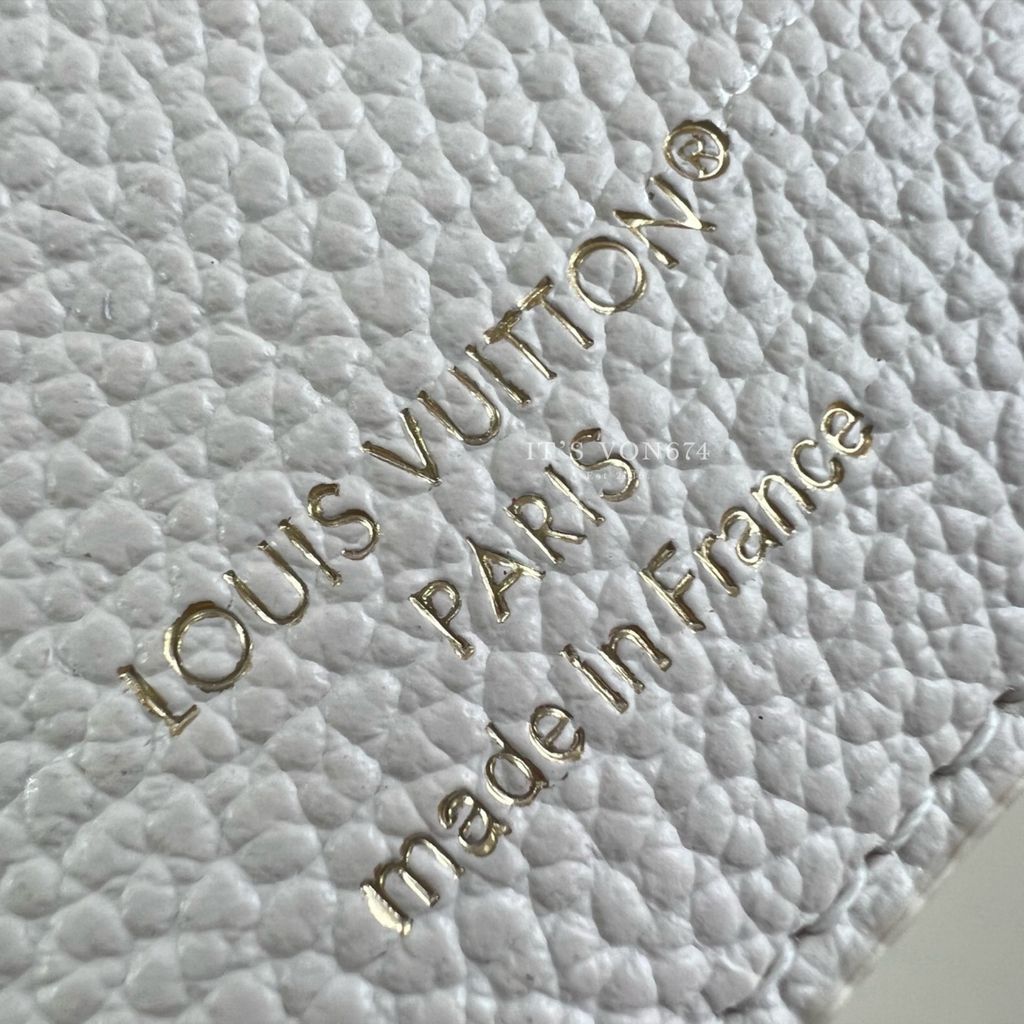 LOUIS VUITTON®
PARIS
made in France
IT'S VON674